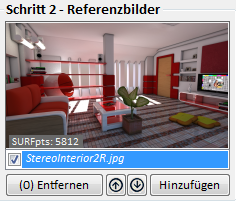 Schritt 2 - Referenzbilder
SURFpts: 5812
StereoInterior2R.jpg
(0) Entfernen
Hinzufügen